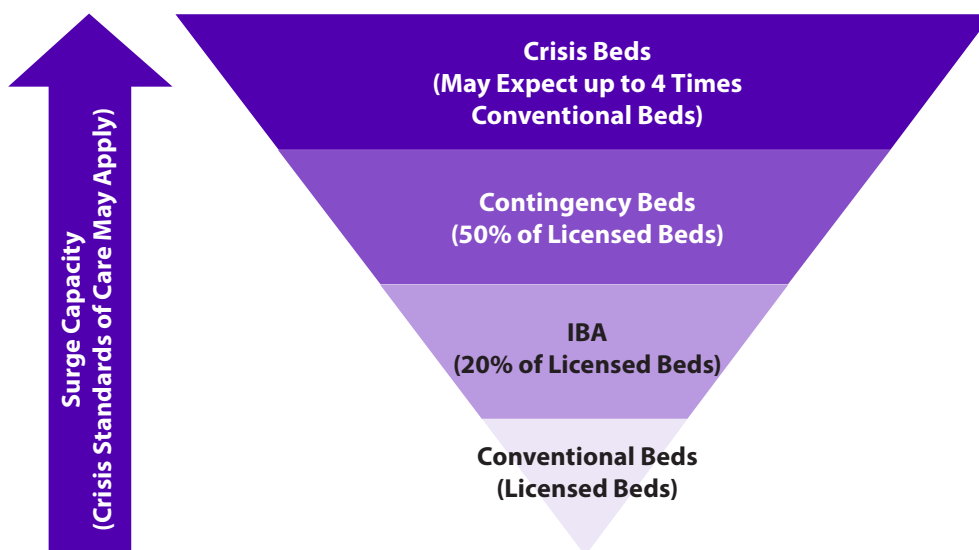 Surge Capacity
(Crisis Standards of Care May Apply)
Crisis Beds
(May Expect up to 4 Times
Conventional Beds)
Contingency Beds
(50% of Licensed Beds)
IBA
(20% of Licensed Beds)
Conventional Beds
(Licensed Beds)